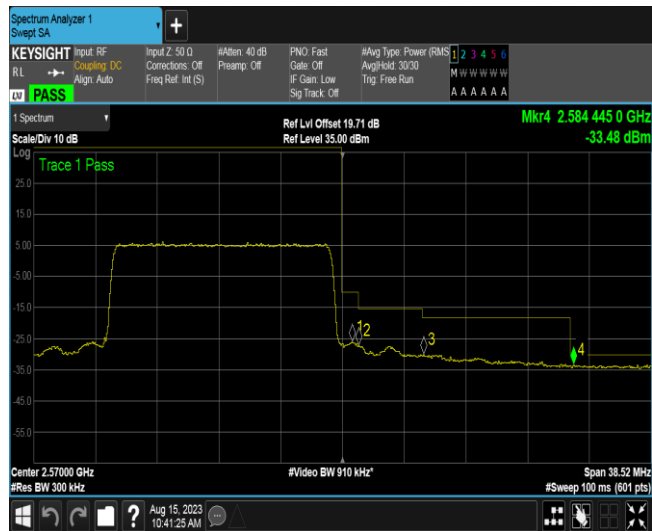 Spectrum Analyzer 1
Swept SA
KEYSIGHT
RL
LXI PASS
Input: RF
Coupling: DC
Align: Auto
Input Z: 50 Ω
Corrections: Off
Freq Ref: Int (S)
#Atten: 40 dB
Preamp: Off
PNO: Fast
Gate: Off
IF Gain: Low
Sig Track: Off
#Avg Type: Power (RMS
Avg|Hold: 30/30
Trig: Free Run
1 2 3 4 5 6
M W W W W W
A A A A A A
1 Spectrum
Scale/Div 10 dB
Ref Lvl Offset 19.71 dB
Ref Level 35.00 dBm
Mkr4 2.584 445 0 GHz
-33.48 dBm
Log
Trace 1 Pass
25.0
15.0
5.00
-5.00
-15.0
-25.0
-35.0
-45.0
-55.0
1
2
3
4
Center 2.57000 GHz
#Res BW 300 kHz
#Video BW 910 kHz*
Span 38.52 MHz
#Sweep 100 ms (601 pts)
?
Aug 15, 2023
10:41:25 AM